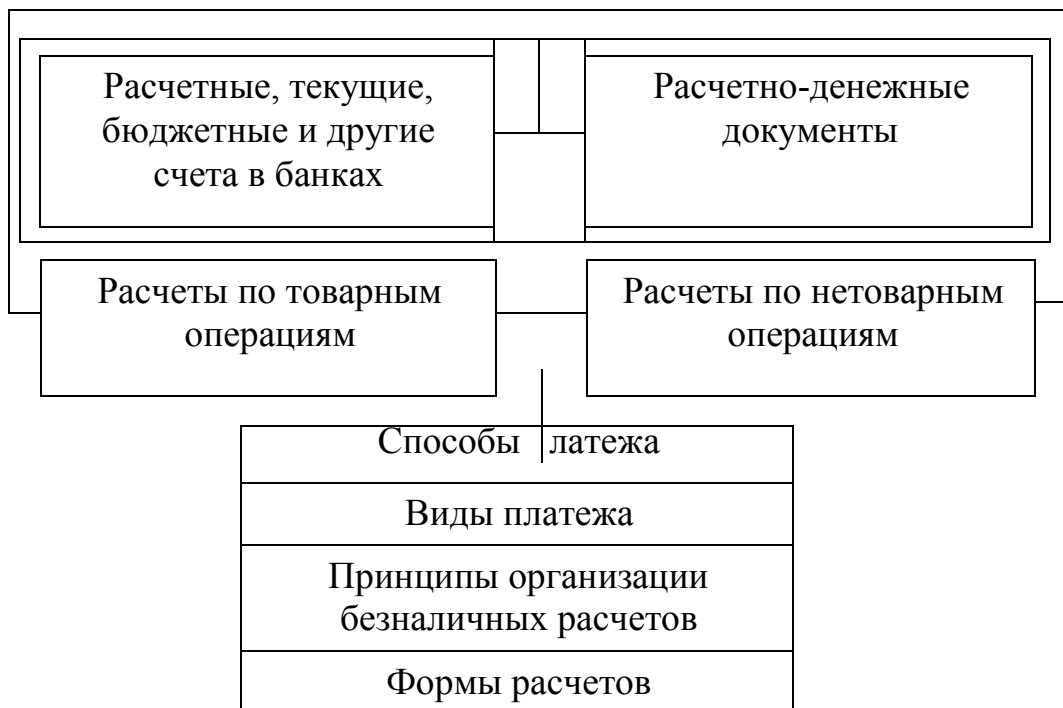 Расчетные, текущие,
бюджетные и другие
счета в банках
Расчетно-денежные
документы
Расчеты по товарным
операциям
Расчеты по нетоварным
операциям
Способы латежа
Виды платежа
Принципы организации
безналичных расчетов
Формы расчетов